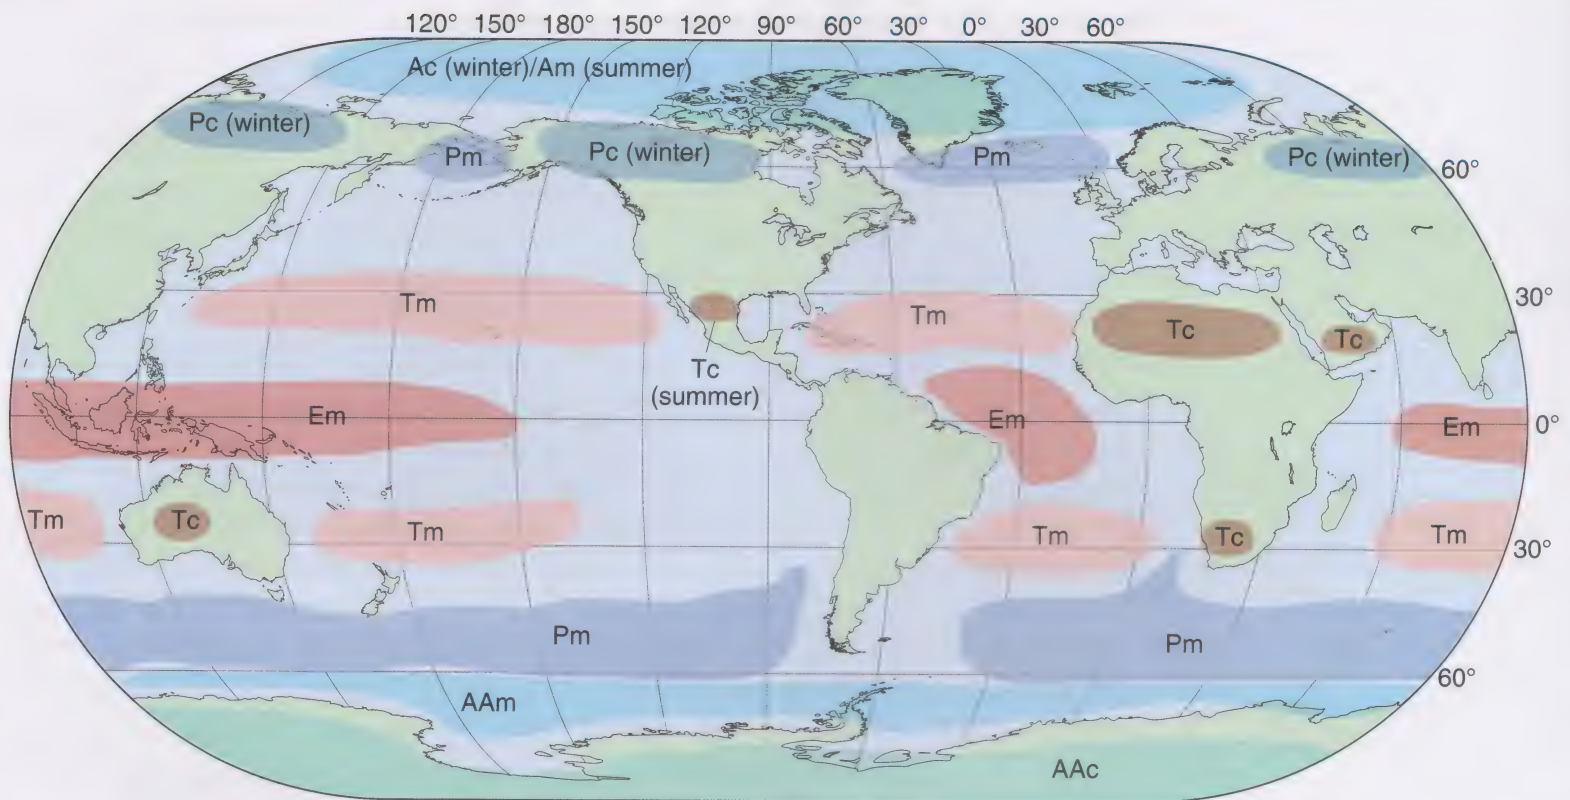 120° 150° 180° 150° 120° 90° 60° 30° 0° 30° 60°
Ac (winter)/Am (summer)
Pc (winter)
Pm
Pc (winter)
Pm
Pc (winter)
60°
Tm
Tm
Tc
Tc
30°
Tc
(summer)
Em
Em
Em
0°
Tm
Tc
Tm
Tm
Tc
Tm
30°
Pm
Pm
60°
AAm
AAc